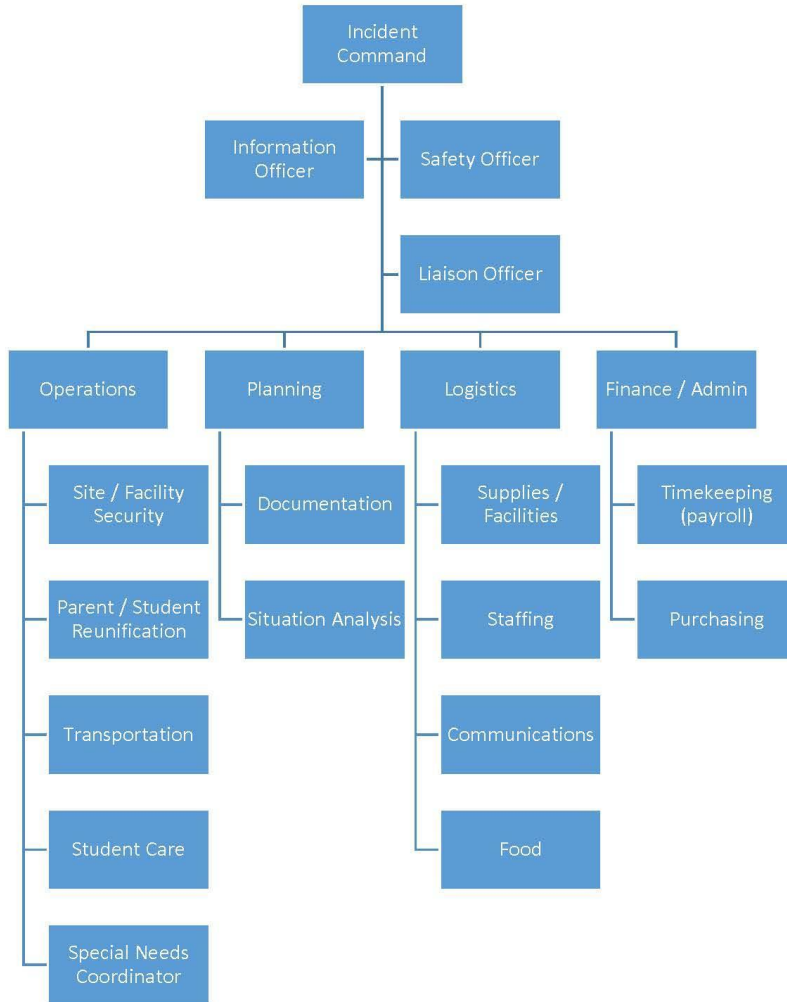 Incident
Command
Information
Officer
Safety Officer
Liaison Officer
Operations
Planning
Logistics
Finance / Admin
Site / Facility
Security
Documentation
Supplies /
Facilities
Timekeeping
(payroll)
Parent / Student
Reunification
Situation Analysis
Staffing
Purchasing
Transportation
Communications
Student Care
Food
Special Needs
Coordinator